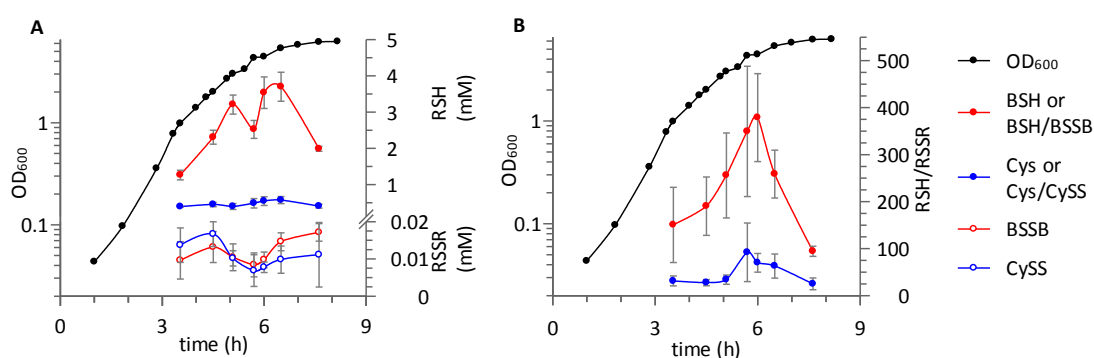 A
OD600
1
0.1
0
3
6
9
time (h)
5
4
3
2
1
0.02
0.01
0
RSH
(mM)
RSSR
(mM)
B
OD600
1
0.1
0
3
6
9
time (h)
500
400
300
200
100
0
RSH/RSSR
OD600
BSH or
BSH/BSSB
Cys or
Cys/CySS
BSSB
CySS